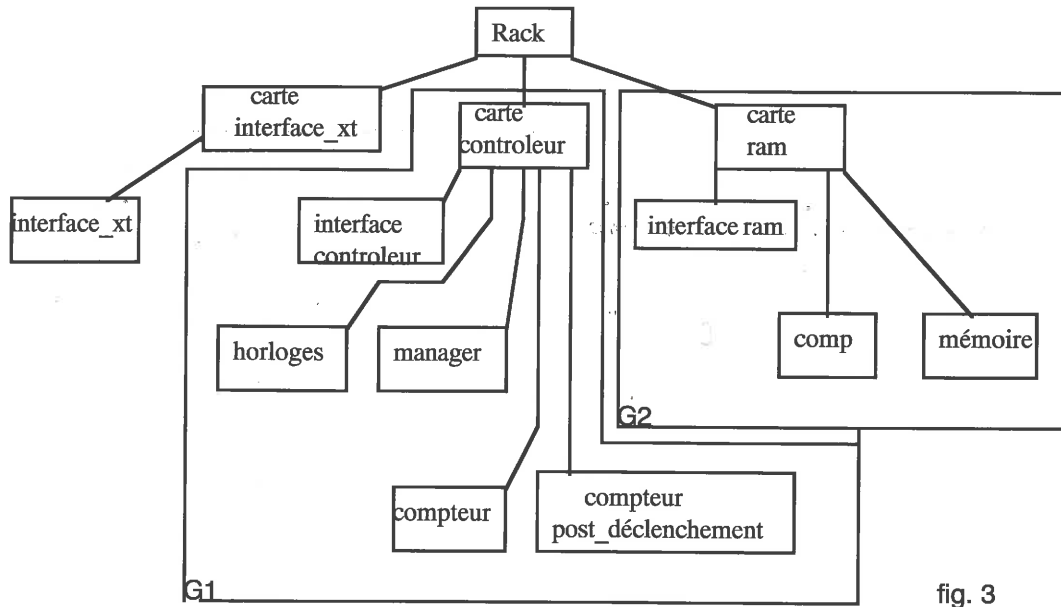 Rack
carte
interface_xt
carte
controleur
carte
ram
interface_xt
interface
controleur
interface ram
horloges
manager
comp
mémoire
G2
compteur
compteur
post_déclenchement
G1
fig. 3